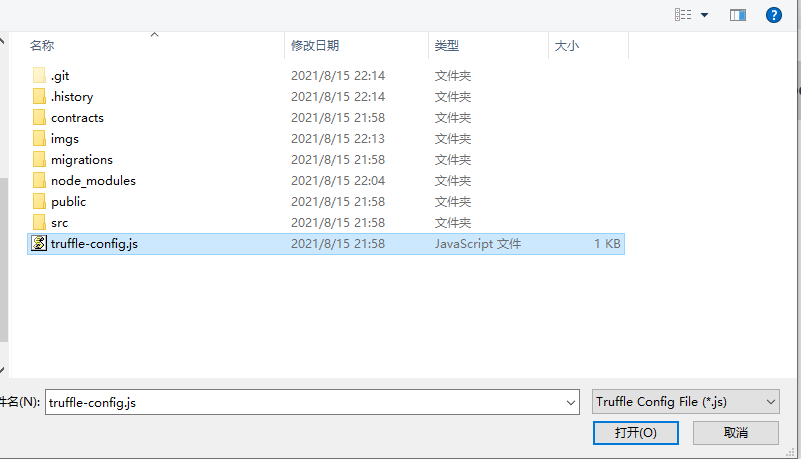 名称 修改日期 类型 大小
.git 2021/8/15 22:14 文件夹
.history 2021/8/15 22:14 文件夹
contracts 2021/8/15 21:58 文件夹
imgs 2021/8/15 22:13 文件夹
migrations 2021/8/15 21:58 文件夹
node_modules 2021/8/15 22:04 文件夹
public 2021/8/15 21:58 文件夹
src 2021/8/15 21:58 文件夹
truffle-config.js 2021/8/15 21:58 JavaScript 文件 1 KB
件名(N): truffle-config.js Truffle Config File (*.js)
打开(O) 取消